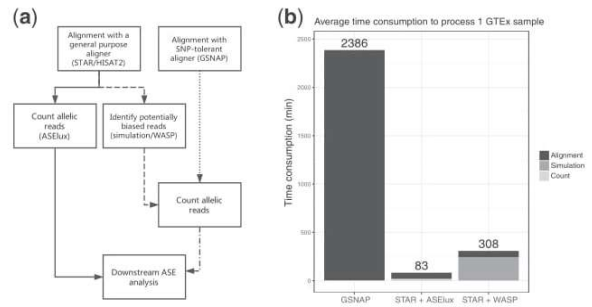 (a)
Alignment with a
general purpose
aligner
(STAR/HISAT2)
Alignment with
SNP-tolerant
aligner (GSNAP)
Count allelic
reads
(ASElux)
Identify potentially
biased reads
(simulation/WASP)
Count allelic
reads
Downstream ASE
analysis
(b)
Average time consumption to process 1 GTEx sample
Time consumption (min)
2500
2000
1500
1000
500
0
2386
83
308
GSNAP
STAR + ASElux
STAR + WASP
Alignment
Simulation
Count